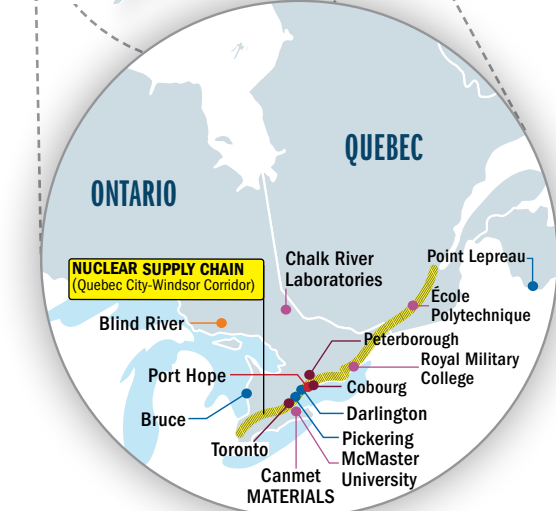 QUEBEC
ONTARIO
NUCLEAR SUPPLY CHAIN
(Quebec City-Windsor Corridor)
Chalk River
Laboratories
Point Lepreau
École
Polytechnique
Blind River
Peterborough
Royal Military
College
Port Hope
Cobourg
Bruce
Darlington
Toronto
Pickering
McMaster
University
Canmet
MATERIALS